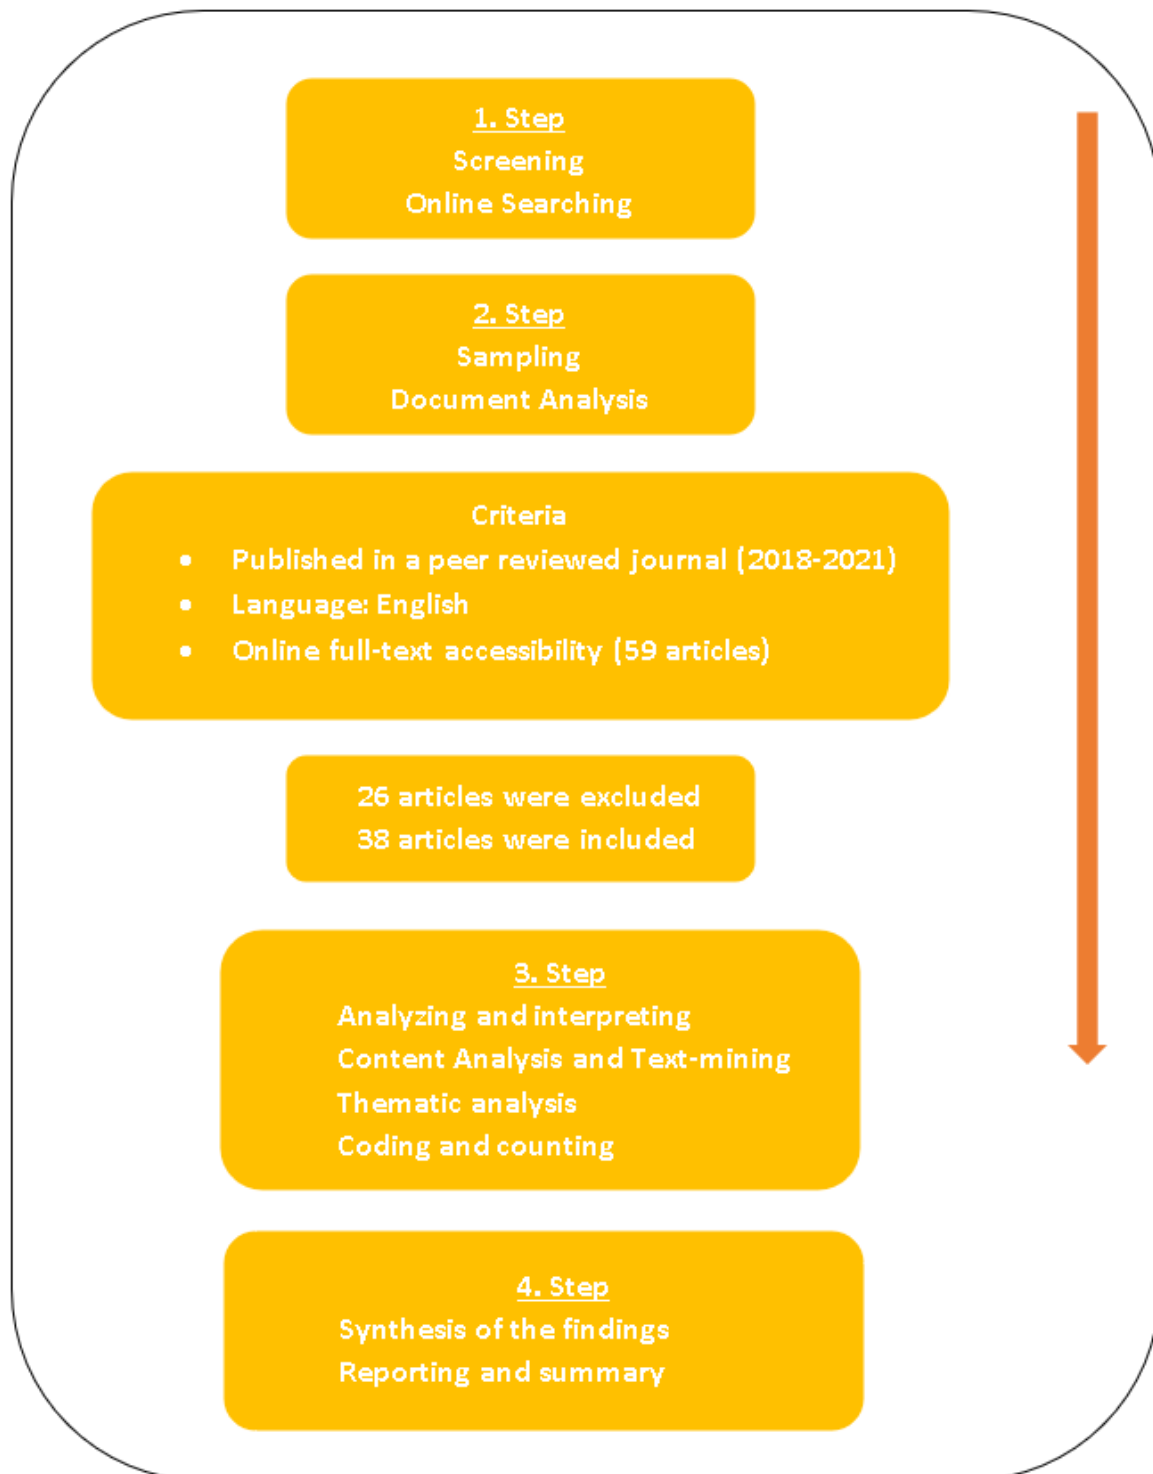 1. Step
Screening
Online Searching
2. Step
Sampling
Document Analysis
Criteria
• Published in a peer reviewed journal (2018-2021)
• Language: English
• Online full-text accessibility (59 articles)
26 articles were excluded
38 articles were included
3. Step
Analyzing and interpreting
Content Analysis and Text-mining
Thematic analysis
Coding and counting
4. Step
Synthesis of the findings
Reporting and summary